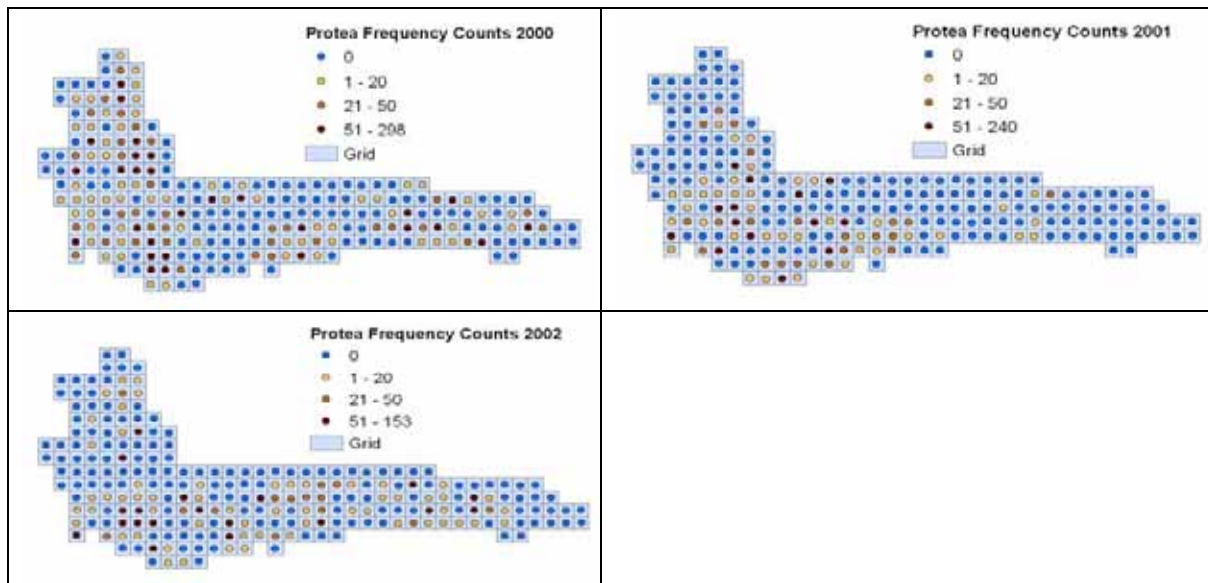 Protea Frequency Counts 2000
0
1 - 20
21 - 50
51 - 298
Grid
Protea Frequency Counts 2001
0
1 - 20
21 - 50
51 - 240
Grid
Protea Frequency Counts 2002
0
1 - 20
21 - 50
51 - 153
Grid